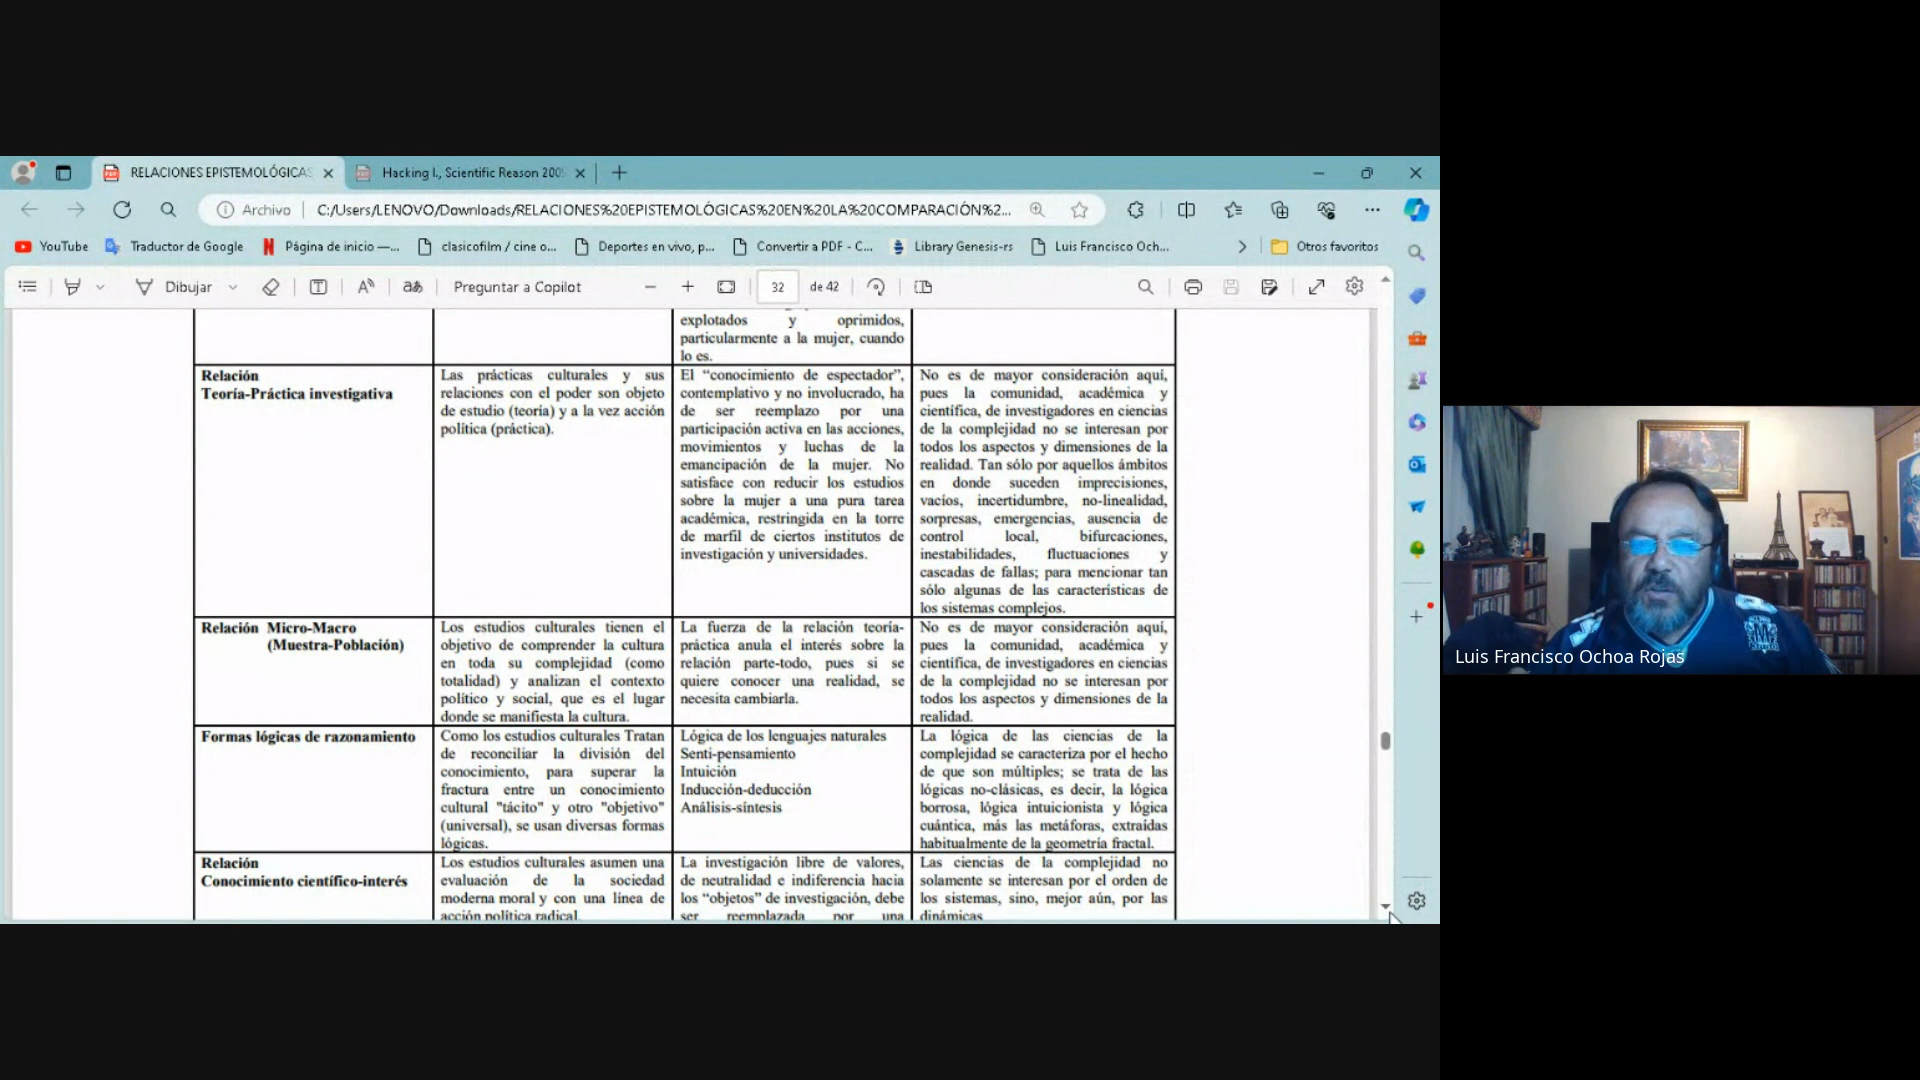 RELACIONES EPISTEMOLÓGICAS
Hacking I., Scientific Reason 200
Archivo
C:/Users/LENOVO/Downloads/RELACIONES%20EPISTEMOLÓGICAS%20EN%20LA%20COMPARACIÓN%2...
YouTube
Traductor de Google
Página de inicio —...
clasicofilm / cine o...
Deportes en vivo, p...
Convertir a PDF - C...
Library Genesis-rs
Luis Francisco Och...
Otros favoritos
Dibujar
Preguntar a Copilot
32
de 42
explotados y oprimidos,
particularmente a la mujer, cuando
lo es.
Relación
Teoría-Práctica investigativa
Las prácticas culturales y sus
relaciones con el poder son objeto
de estudio (teoría) y a la vez acción
política (práctica).
El “conocimiento de espectador”,
contemplativo y no involucrado, ha
de ser reemplazo por una
participación activa en las acciones,
movimientos y luchas de la
emancipación de la mujer. No
satisface con reducir los estudios
sobre la mujer a una pura tarea
académica, restringida en la torre
de marfil de ciertos institutos de
investigación y universidades.
No es de mayor consideración aquí,
pues la comunidad, académica y
científica, de investigadores en ciencias
de la complejidad no se interesan por
todos los aspectos y dimensiones de la
realidad. Tan sólo por aquellos ámbitos
en donde suceden imprecisiones,
vacíos, incertidumbre, no-linealidad,
sorpresas, emergencias, ausencia de
control local, bifurcaciones,
inestabilidades, fluctuaciones y
cascadas de fallas; para mencionar tan
sólo algunas de las características de
los sistemas complejos.
Relación Micro-Macro
(Muestra-Población)
Los estudios culturales tienen el
objetivo de comprender la cultura
en toda su complejidad (como
totalidad) y analizan el contexto
político y social, que es el lugar
donde se manifiesta la cultura.
La fuerza de la relación teoría-
práctica anula el interés sobre la
relación parte-todo, pues si se
quiere conocer una realidad, se
necesita cambiarla.
No es de mayor consideración aquí,
pues la comunidad, académica y
científica, de investigadores en ciencias
de la complejidad no se interesan por
todos los aspectos y dimensiones de la
realidad.
Formas lógicas de razonamiento
Como los estudios culturales Tratan
de reconciliar la división del
conocimiento, para superar la
fractura entre un conocimiento
cultural "tácito" y otro "objetivo"
(universal), se usan diversas formas
lógicas.
Lógica de los lenguajes naturales
Senti-pensamiento
Intuición
Inducción-deducción
Análisis-síntesis
La lógica de las ciencias de la
complejidad se caracteriza por el hecho
de que son múltiples; se trata de las
lógicas no-clásicas, es decir, la lógica
borrosa, lógica intuicionista y lógica
cuántica, más las metáforas, extraídas
habitualmente de la geometría fractal.
Relación
Conocimiento científico-interés
Los estudios culturales asumen una
evaluación de la sociedad
moderna moral y con una línea de
acción política radical.
La investigación libre de valores,
de neutralidad e indiferencia hacia
los “objetos” de investigación, debe
ser reemplazada por una
Las ciencias de la complejidad no
solamente se interesan por el orden de
los sistemas, sino, mejor aún, por las
dinámicas
Luis Francisco Ochoa Rojas